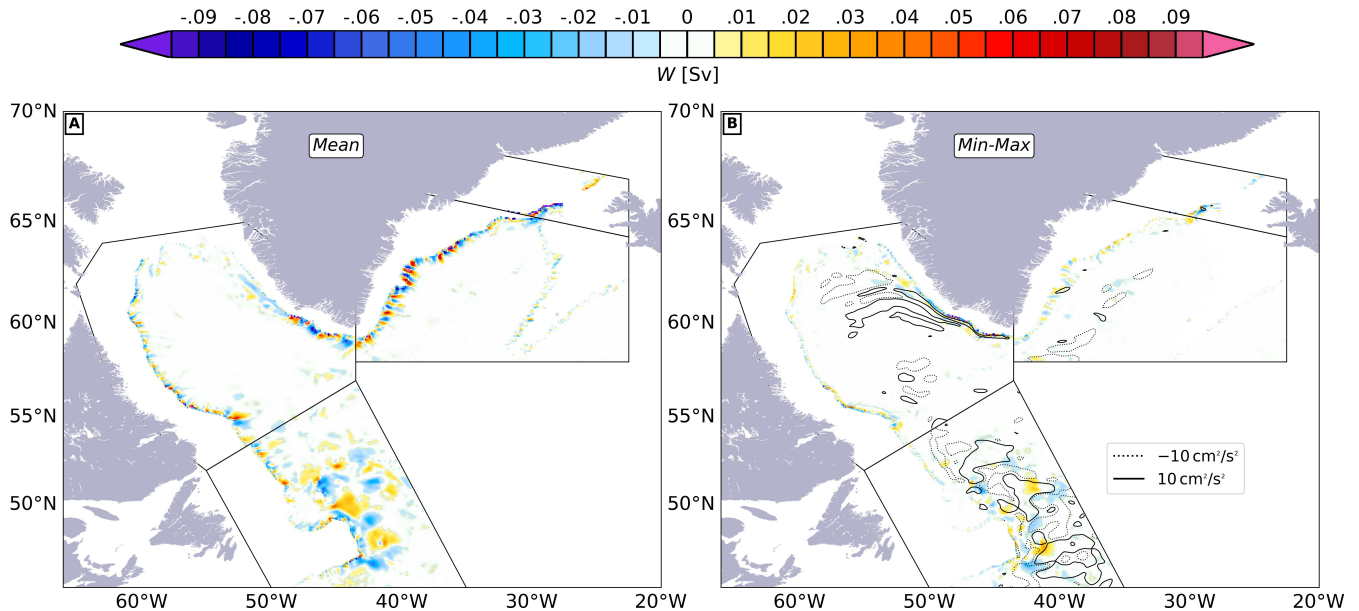 -.09 -.08 -.07 -.06 -.05 -.04 -.03 -.02 -.01 0 .01 .02 .03 .04 .05 .06 .07 .08 .09
W [Sv]
70°N
A
Mean
65°N
60°N
55°N
50°N
60°W 50°W 40°W 30°W 20°W
70°N
B
Min-Max
65°N
60°N
55°N
50°N
−10 cm²/s²
10 cm²/s²
60°W 50°W 40°W 30°W 20°W